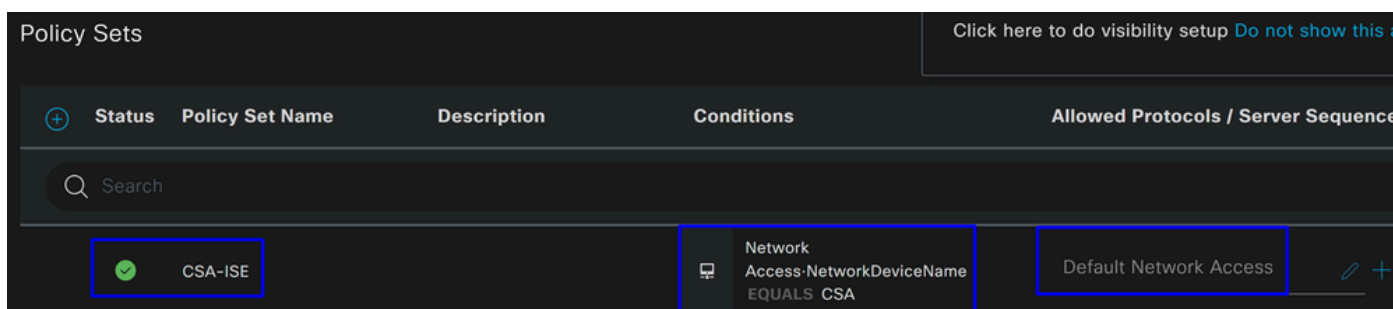 Policy Sets
Click here to do visibility setup Do not show this
Status Policy Set Name Description Conditions Allowed Protocols / Server Sequence
Search
CSA-ISE
Network
Access·NetworkDeviceName
EQUALS CSA
Default Network Access